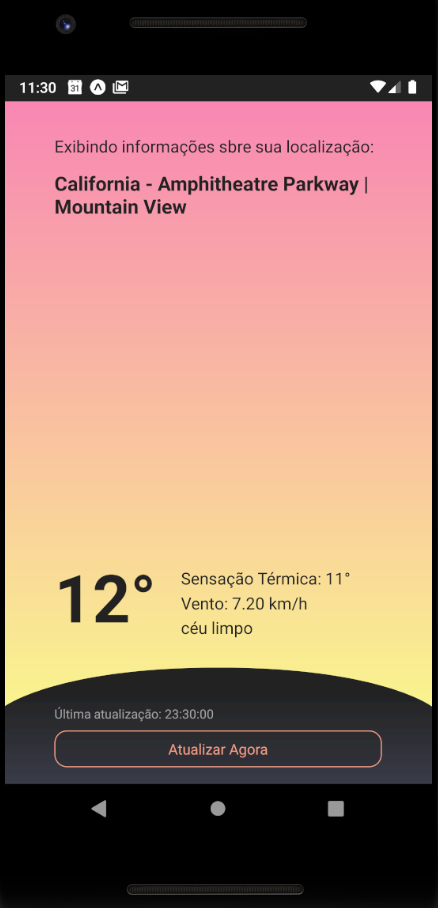 11:30
31
Exibindo informações sbre sua localização:
California - Amphitheatre Parkway |
Mountain View
12°
Sensação Térmica: 11°
Vento: 7.20 km/h
céu limpo
Última atualização: 23:30:00
Atualizar Agora